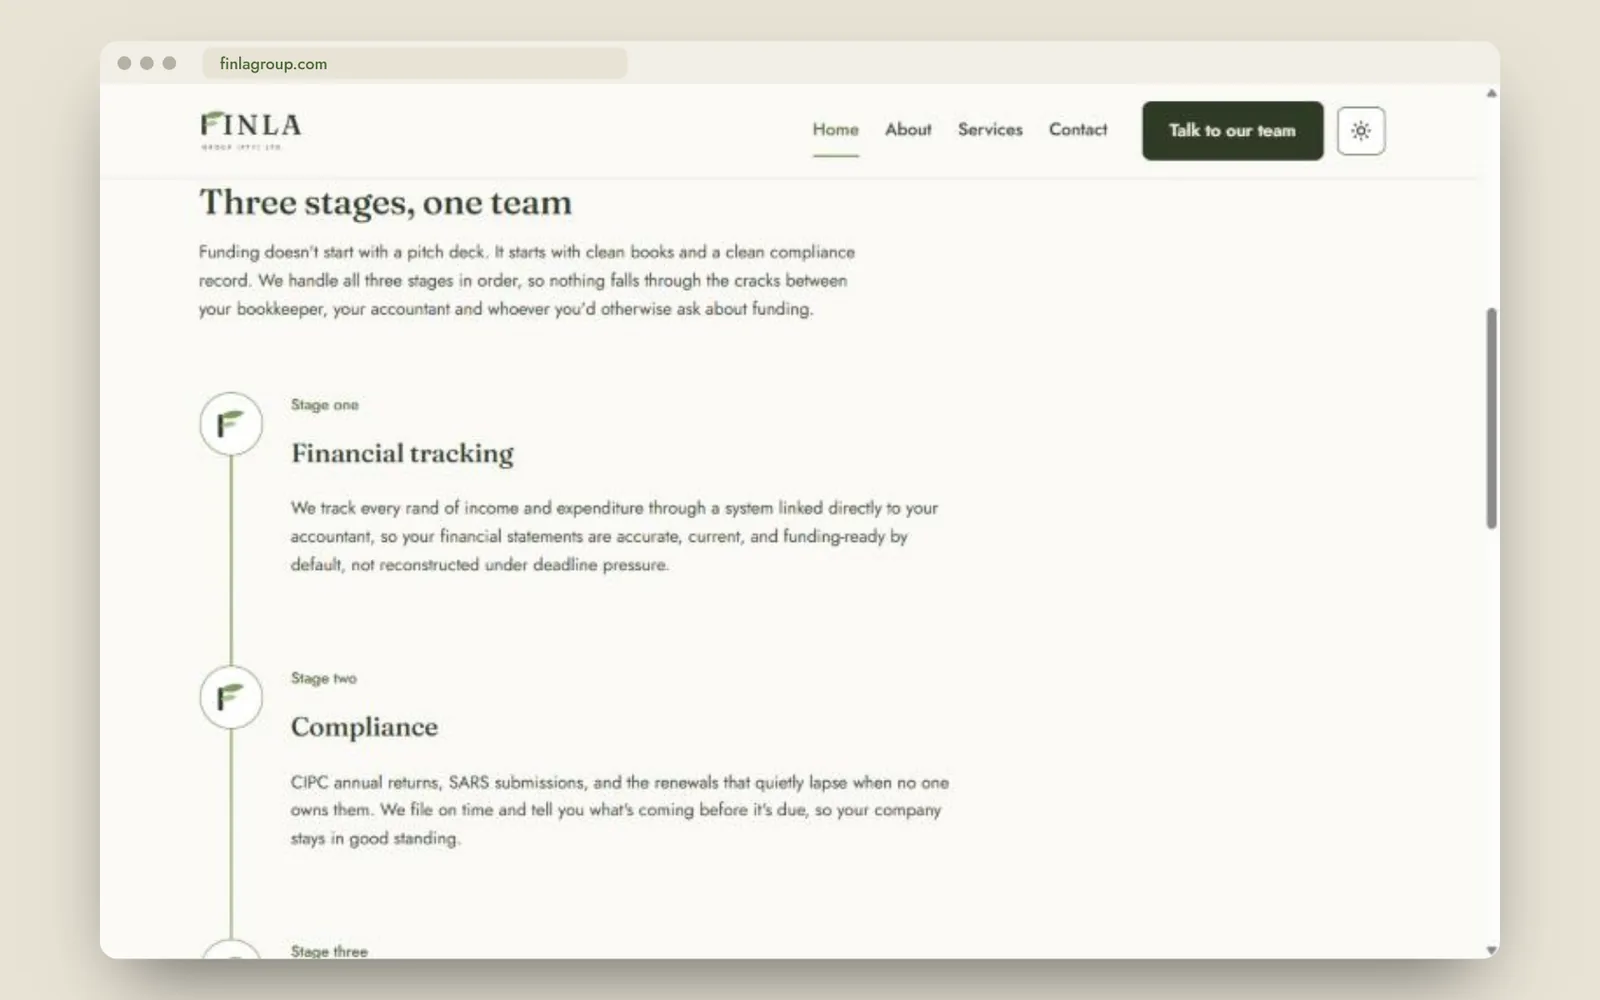 finlagroup.com
FINLA
GROUP (PTY) LTD
Home About Services Contact Talk to our team
Three stages, one team
Funding doesn't start with a pitch deck. It starts with clean books and a clean compliance
record. We handle all three stages in order, so nothing falls through the cracks between
your bookkeeper, your accountant and whoever you'd otherwise ask about funding.
F
Stage one
Financial tracking
We track every rand of income and expenditure through a system linked directly to your
accountant, so your financial statements are accurate, current, and funding-ready by
default, not reconstructed under deadline pressure.
F
Stage two
Compliance
CIPC annual returns, SARS submissions, and the renewals that quietly lapse when no one
owns them. We file on time and tell you what's coming before it's due, so your company
stays in good standing.
Stage three